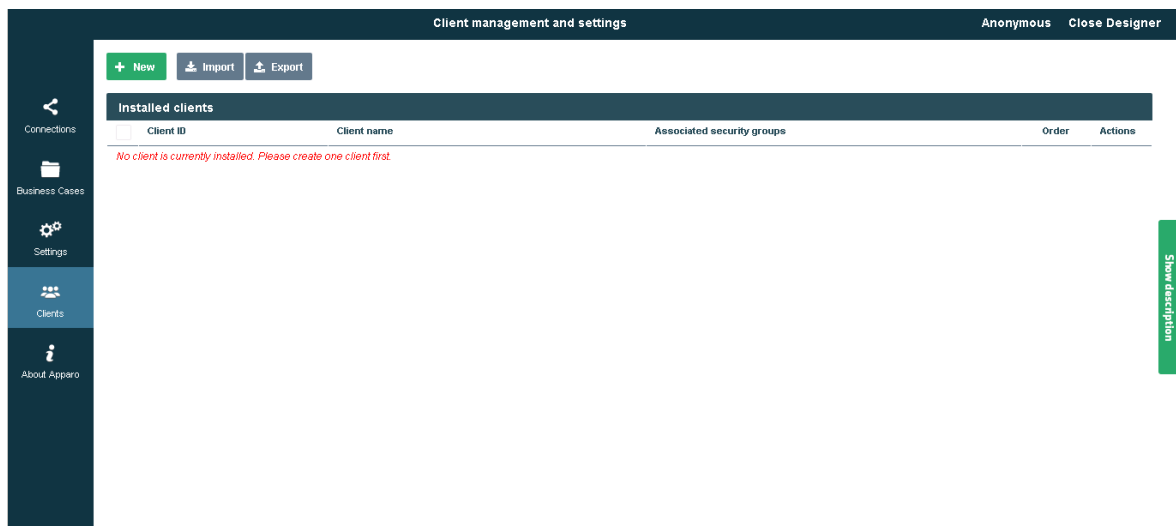 Client management and settings
Anonymous Close Designer
+ New Import Export
Installed clients
Client ID Client name Associated security groups Order Actions
No client is currently installed. Please create one client first.
Connections
Business Cases
Settings
Clients
About Apparo
Show description